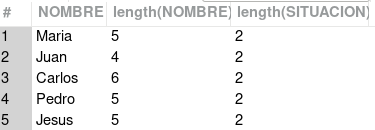 # NOMBRE length(NOMBRE) length(SITUACION)
1 Maria 5 2
2 Juan 4 2
3 Carlos 6 2
4 Pedro 5 2
5 Jesus 5 2